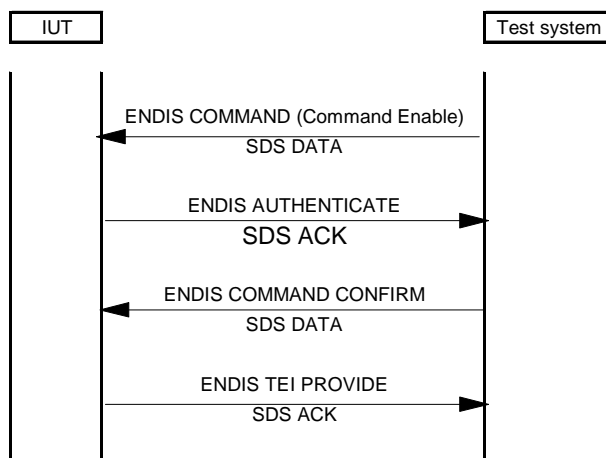 IUT
Test system
ENDIS COMMAND (Command Enable)
SDS DATA
ENDIS AUTHENTICATE
SDS ACK
ENDIS COMMAND CONFIRM
SDS DATA
ENDIS TEI PROVIDE
SDS ACK